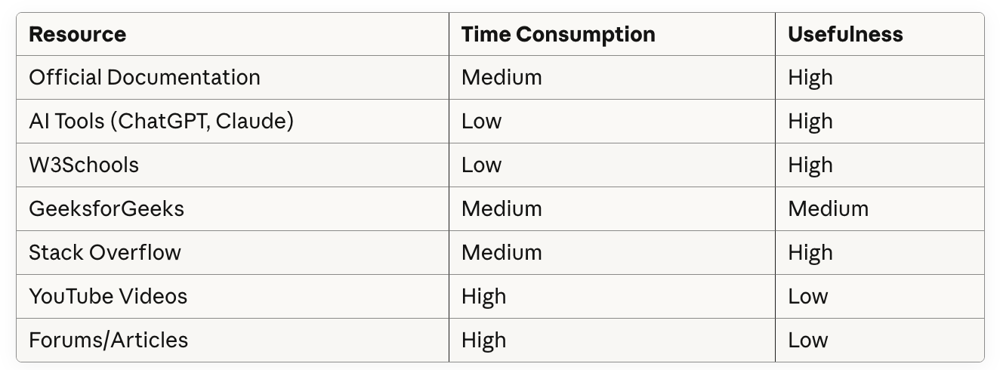 Resource Time Consumption Usefulness
Official Documentation Medium High
AI Tools (ChatGPT, Claude) Low High
W3Schools Low High
GeeksforGeeks Medium Medium
Stack Overflow Medium High
YouTube Videos High Low
Forums/Articles High Low